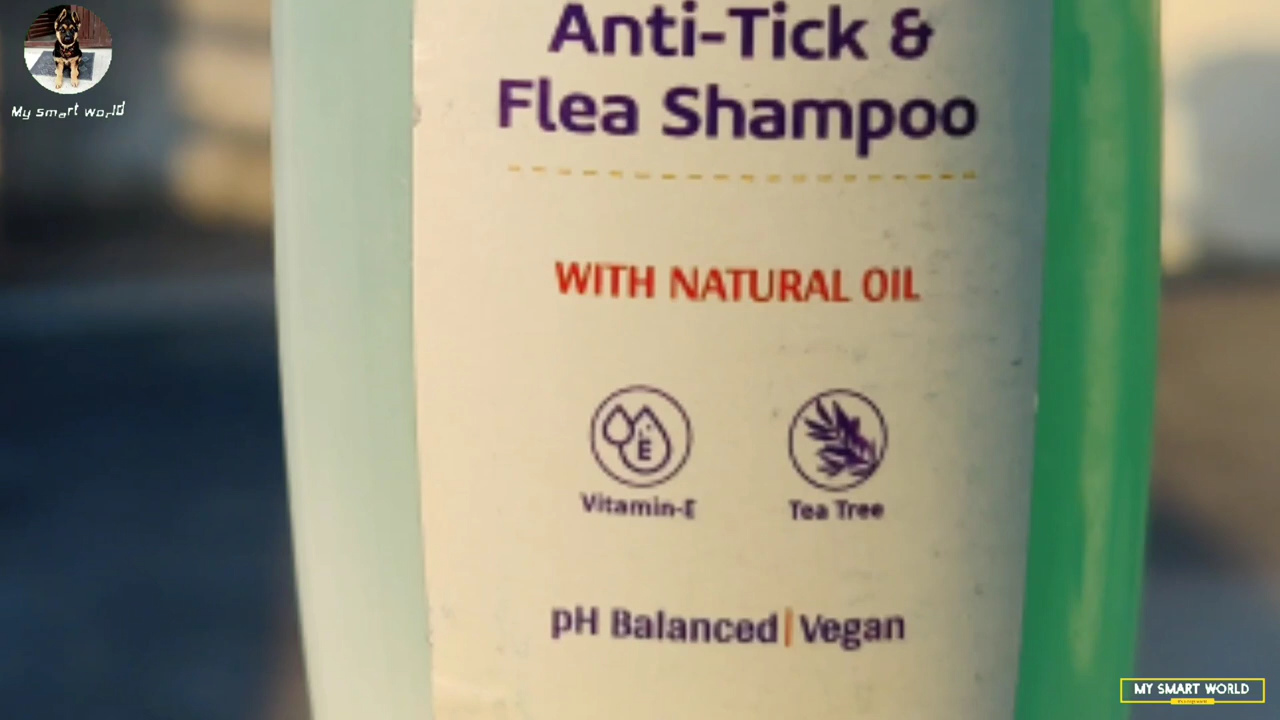 My smart world
Anti-Tick &
Flea Shampoo
WITH NATURAL OIL
E
Vitamin-E
Tea Tree
pH Balanced|Vegan
MY SMART WORLD